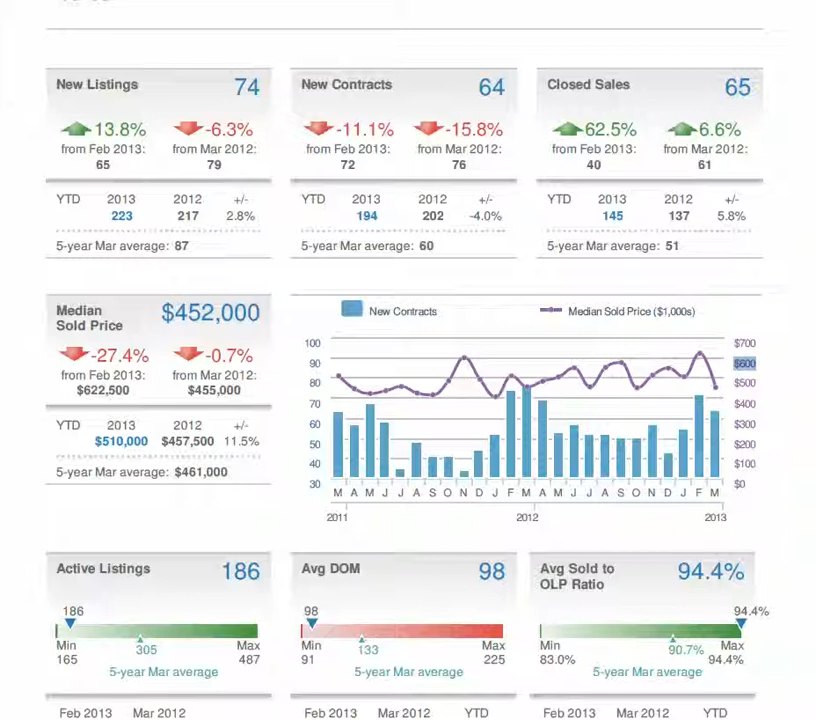 New Listings 74
13.8% -6.3%
from Feb 2013: from Mar 2012:
65 79
YTD 2013 2012 +/-
223 217 2.8%
5-year Mar average: 87
New Contracts 64
-11.1% -15.8%
from Feb 2013: from Mar 2012:
72 76
YTD 2013 2012 +/-
194 202 -4.0%
5-year Mar average: 60
Closed Sales 65
62.5% 6.6%
from Feb 2013: from Mar 2012:
40 61
YTD 2013 2012 +/-
145 137 5.8%
5-year Mar average: 51
Median $452,000
Sold Price
-27.4% -0.7%
from Feb 2013: from Mar 2012:
$622,500 $455,000
YTD 2013 2012 +/-
$510,000 $457,500 11.5%
5-year Mar average: $461,000
New Contracts Median Sold Price ($1,000s)
100 $700
90 $600
80 $500
70 $400
60 $300
50 $200
40 $100
30 $0
M A M J J A S O N D J F M A M J J A S O N D J F M
2011 2012 2013
Active Listings 186
186
Min 305 Max
165 487
5-year Mar average
Feb 2013 Mar 2012
Avg DOM 98
98
Min 133 Max
91 225
5-year Mar average
Feb 2013 Mar 2012 YTD
Avg Sold to 94.4%
OLP Ratio
94.4%
Min 90.7% Max
83.0% 94.4%
5-year Mar average
Feb 2013 Mar 2012 YTD